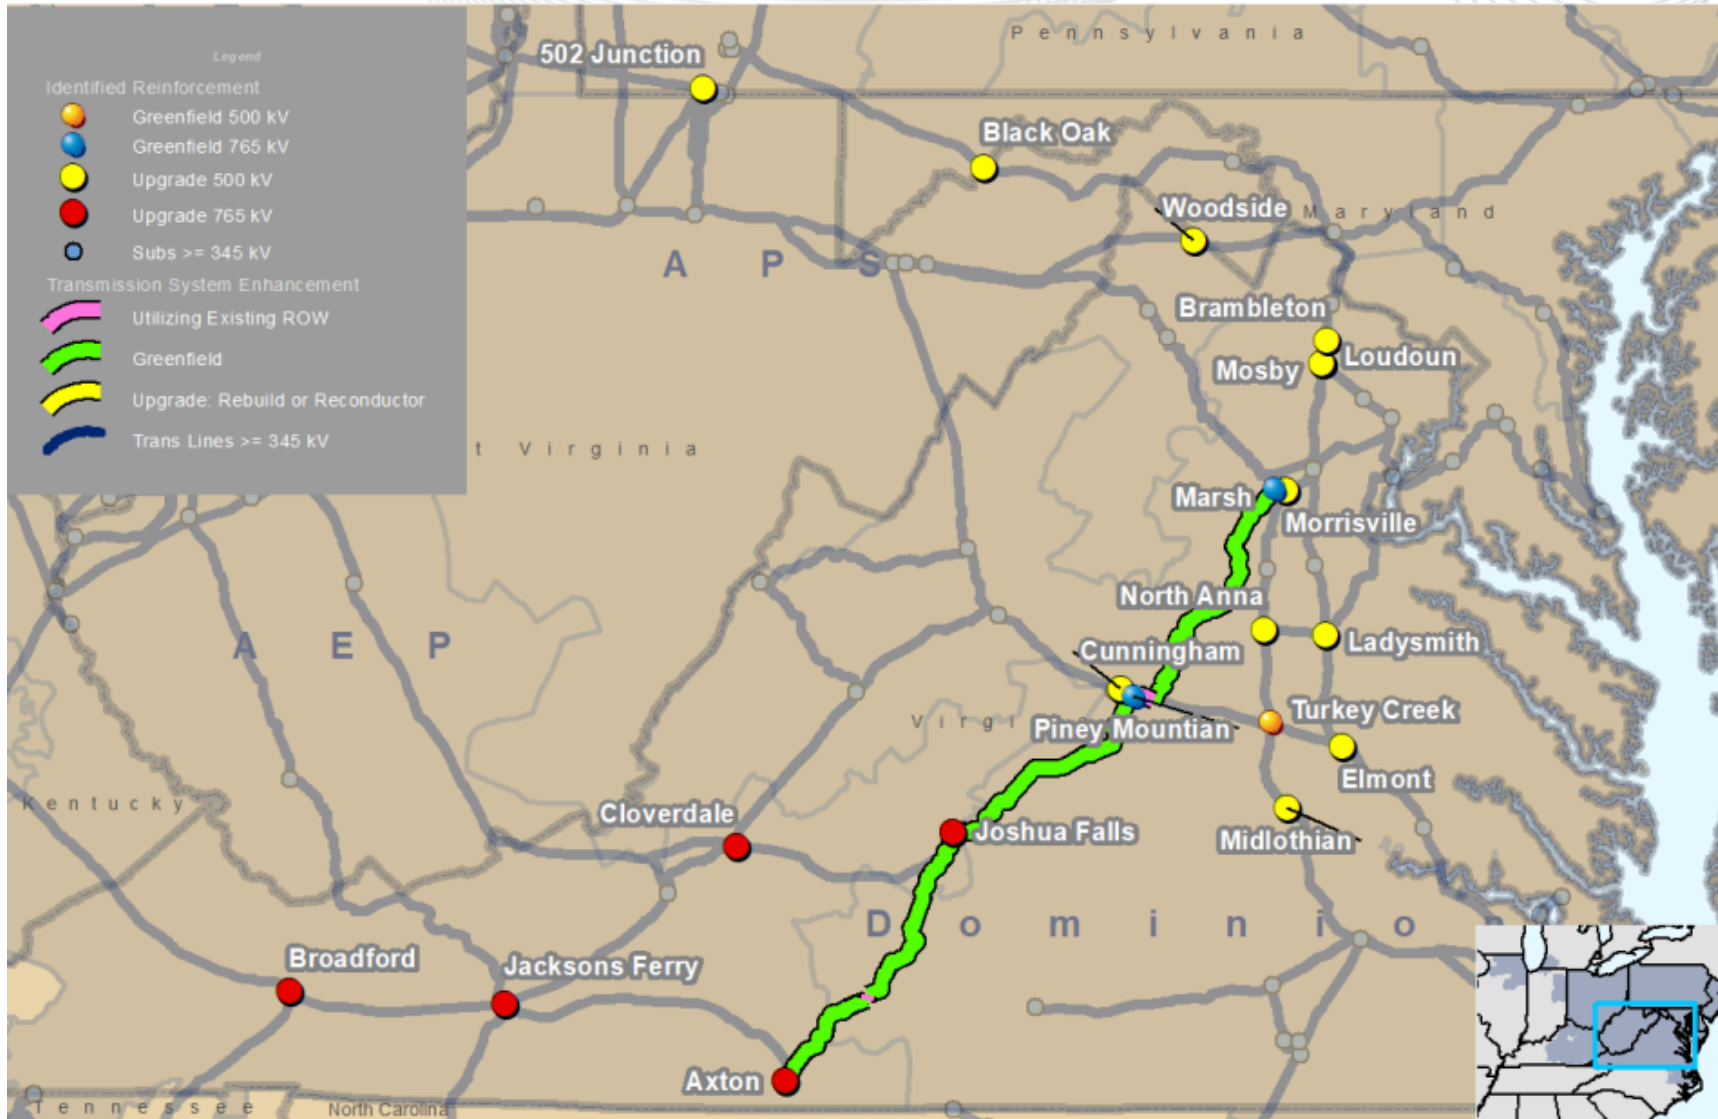 Legend
Identified Reinforcement
Greenfield 500 kV
Greenfield 765 kV
Upgrade 500 kV
Upgrade 765 kV
Subs >= 345 kV
Transmission System Enhancement
Utilizing Existing ROW
Greenfield
Upgrade: Rebuild or Reconductor
Trans Lines >= 345 kV
Pennsylvania
502 Junction
Black Oak
Woodside
Maryland
APS
Brambleton
Loudoun
Mosby
t Virginia
Marsh
Morrisville
North Anna
AEP
Ladysmith
Cunningham
Virgi
Turkey Creek
Piney Mountian
Elmont
Kentucky
Cloverdale
Joshua Falls
Midlothian
Dominion
Broadford
Jacksons Ferry
Axton
Tennessee
North Carolina